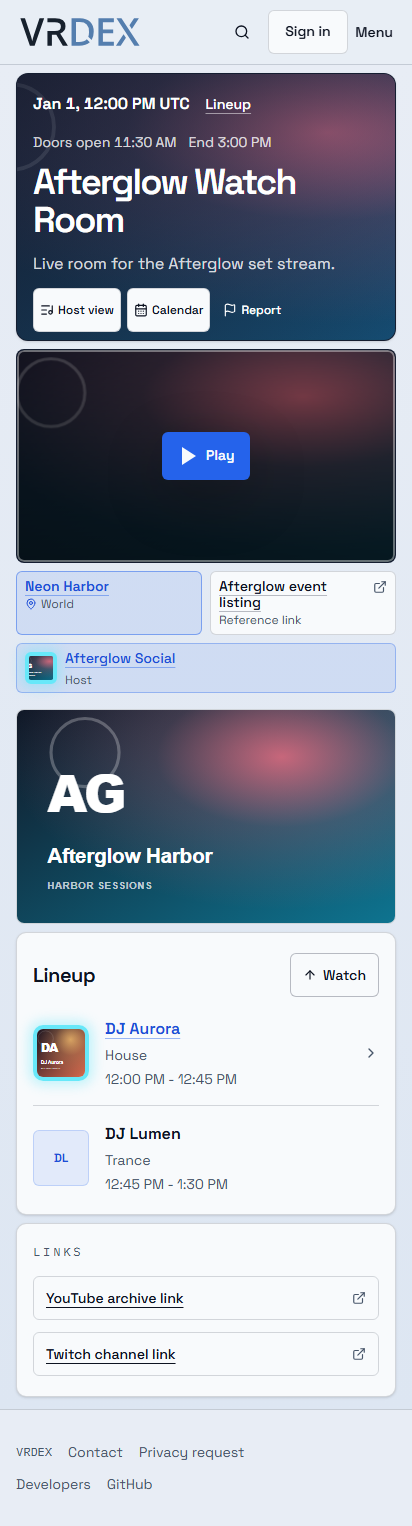 VRDEX
Sign in
Menu
Jan 1, 12:00 PM UTC Lineup
Doors open 11:30 AM End 3:00 PM
Afterglow Watch
Room
Live room for the Afterglow set stream.
Host view Calendar Report
Play
Neon Harbor
World
Afterglow event
listing
Reference link
Afterglow Social
Host
AG
Afterglow Harbor
HARBOR SESSIONS
Lineup
Watch
DA
DJ Aurora
DJ Aurora
House
12:00 PM - 12:45 PM
DL
DJ Lumen
Trance
12:45 PM - 1:30 PM
LINKS
YouTube archive link
Twitch channel link
VRDEX Contact Privacy request
Developers GitHub